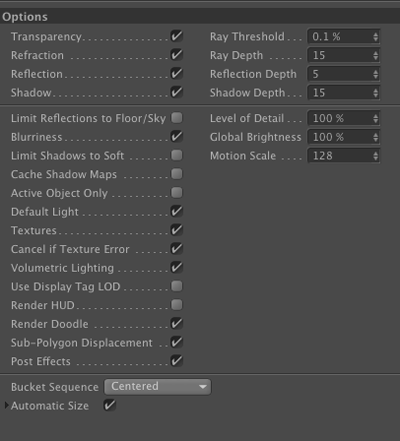 Options
Transparency............... Ray Threshold... 0.1 %
Refraction.................. Ray Depth....... 15
Reflection.................. Reflection Depth 5
Shadow..................... Shadow Depth... 15
Limit Reflections to Floor/Sky Level of Detail... 100 %
Blurriness................... Global Brightness 100 %
Limit Shadows to Soft..... Motion Scale.... 128
Cache Shadow Maps........
Active Object Only..........
Default Light................
Textures.....................
Cancel if Texture Error......
Volumetric Lighting.........
Use Display Tag LOD........
Render HUD.................
Render Doodle..............
Sub-Polygon Displacement..
Post Effects.................
Bucket Sequence Centered
Automatic Size